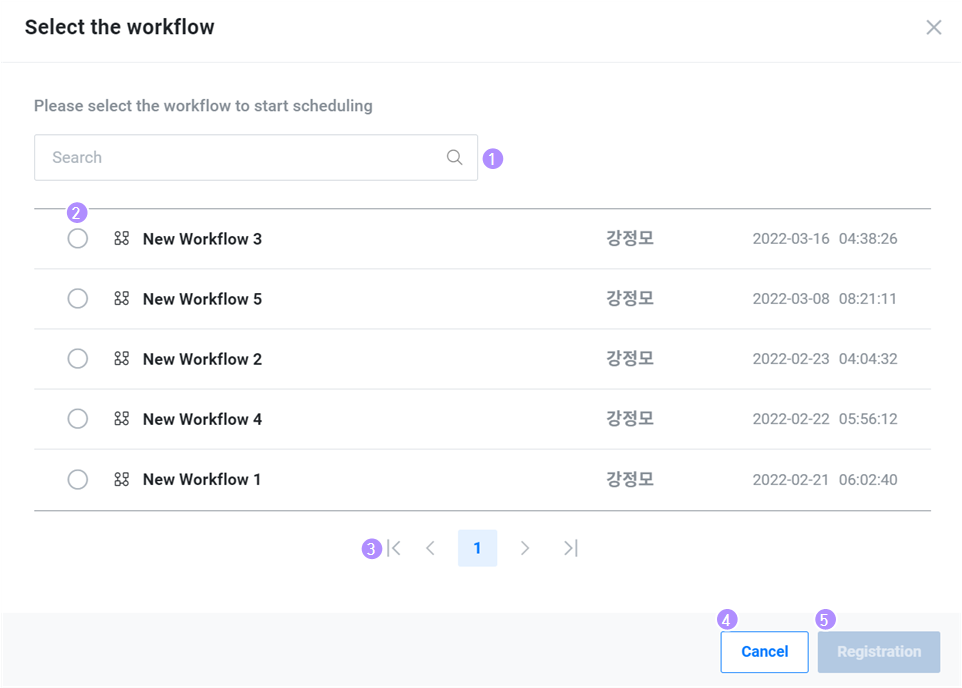 Select the workflow
Please select the workflow to start scheduling
Search
1
2
New Workflow 3 강정모 2022-03-16 04:38:26
New Workflow 5 강정모 2022-03-08 08:21:11
New Workflow 2 강정모 2022-02-23 04:04:32
New Workflow 4 강정모 2022-02-22 05:56:12
New Workflow 1 강정모 2022-02-21 06:02:40
3 1
4 5
Cancel Registration